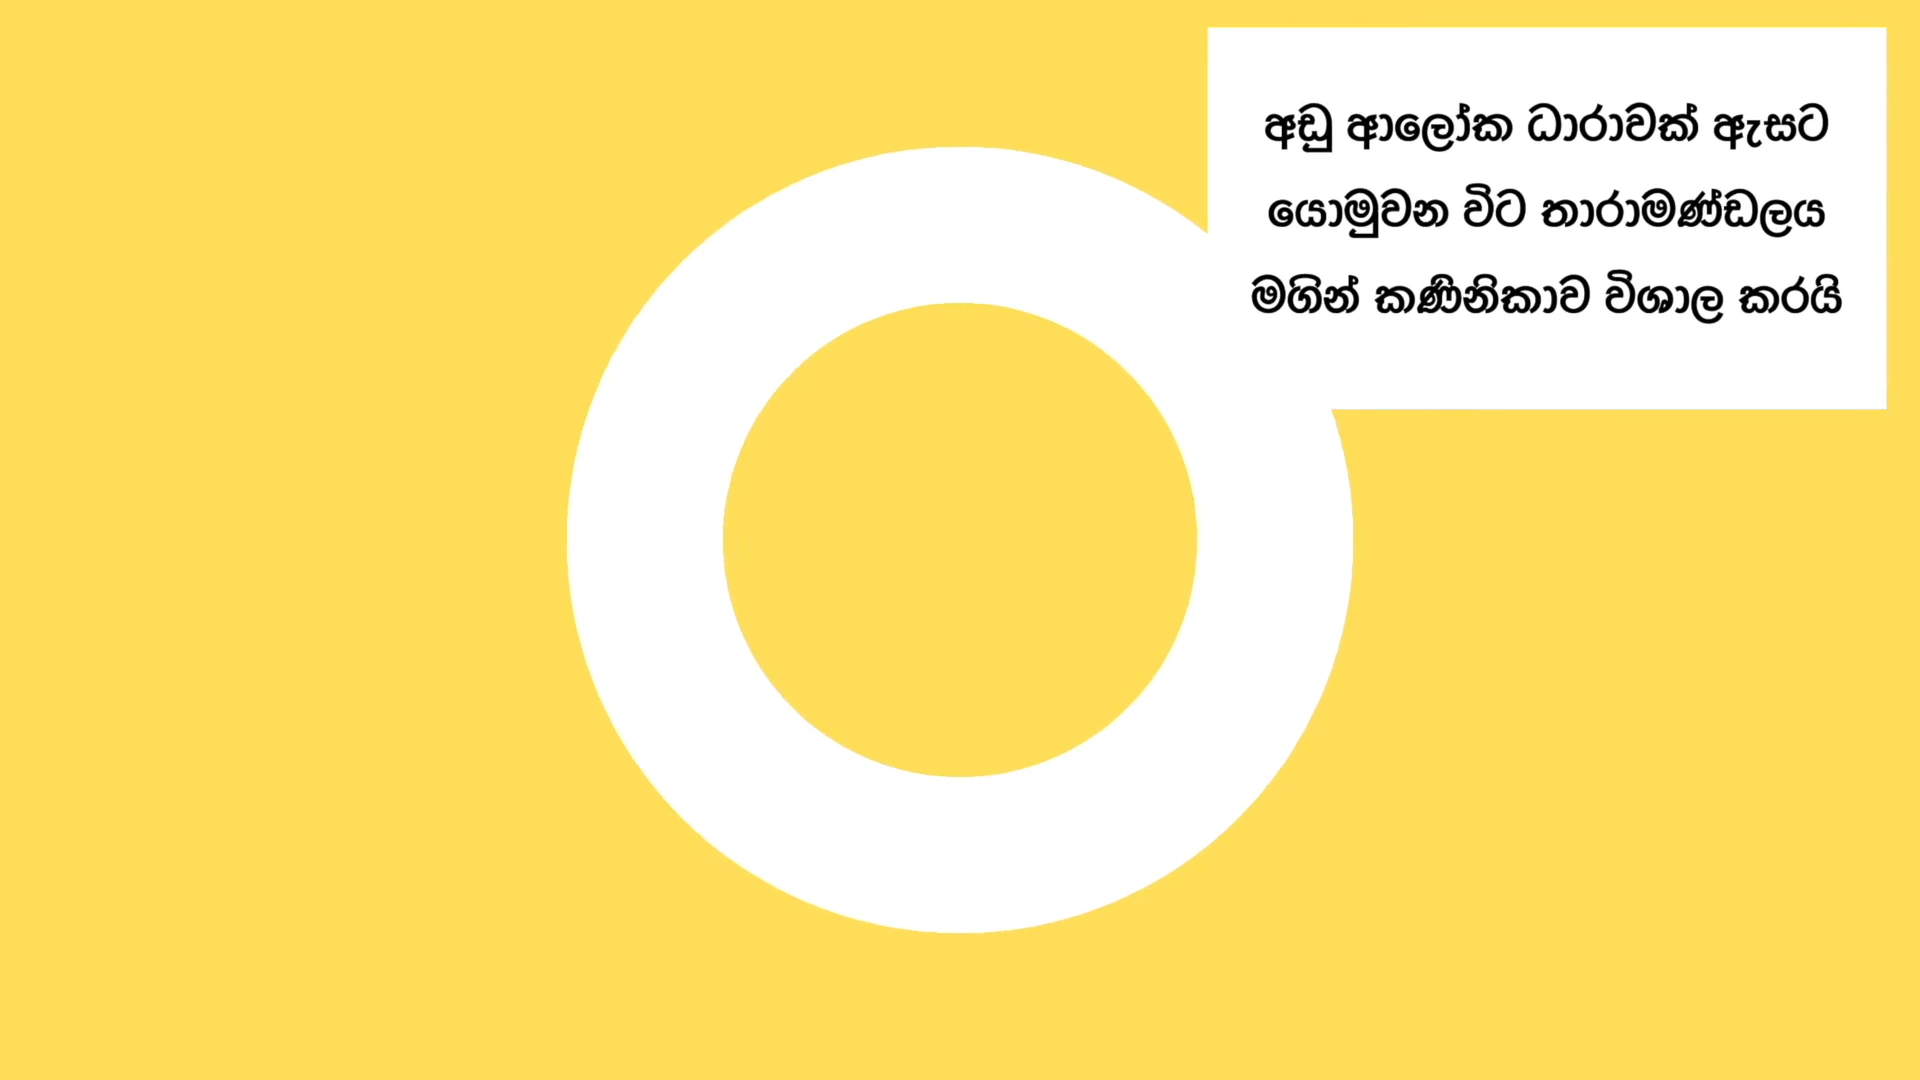 අඩු ආලෝක ධාරාවක් ඇසට
යොමුවන විට තාරාමණ්ඩලය
මගින් කණිනිකාව විශාල කරයි